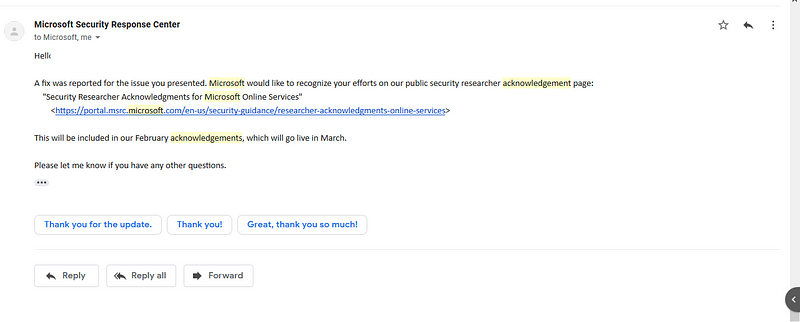 Microsoft Security Response Center
to Microsoft, me
Hello
A fix was reported for the issue you presented. Microsoft would like to recognize your efforts on our public security researcher acknowledgement page:
"Security Researcher Acknowledgments for Microsoft Online Services"
<https://portal.msrc.microsoft.com/en-us/security-guidance/researcher-acknowledgments-online-services>
This will be included in our February acknowledgements, which will go live in March.
Please let me know if you have any other questions.
Thank you for the update. Thank you! Great, thank you so much!
Reply Reply all Forward